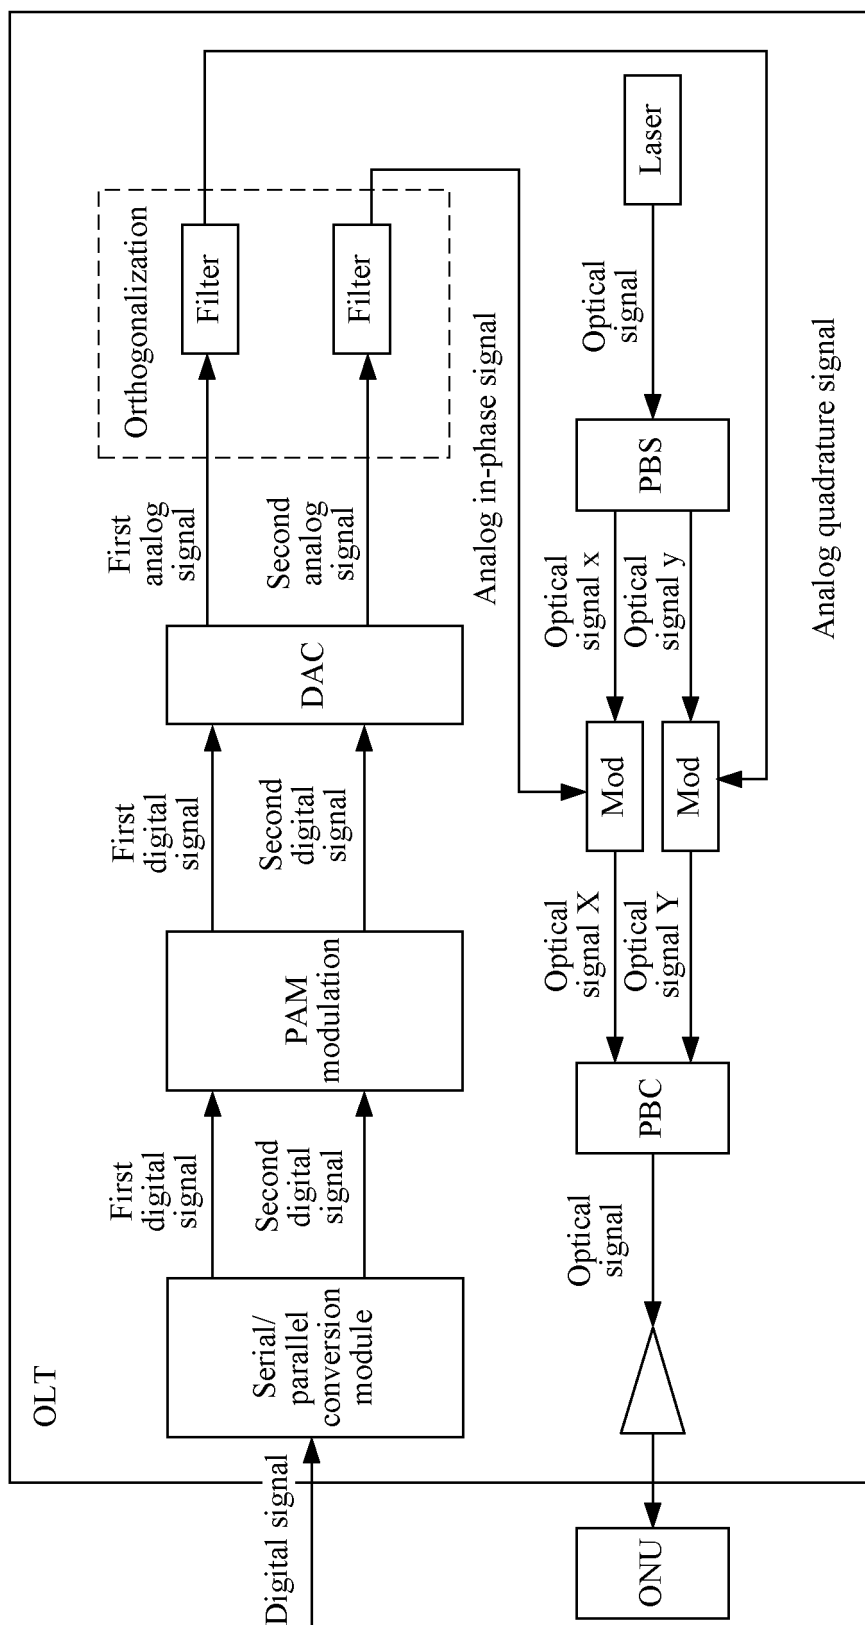 OLT
Digital signal
Serial/
parallel
conversion
module
First
digital
signal
Second
digital
signal
PAM
modulation
First
digital
signal
Second
digital
signal
DAC
First
analog
signal
Second
analog
signal
Orthogonalization
Filter
Filter
Analog in-phase signal
Analog quadrature signal
Laser
Optical
signal
PBS
Optical
signal x
Optical
signal y
Mod
Mod
Optical
signal X
Optical
signal Y
PBC
Optical
signal
ONU